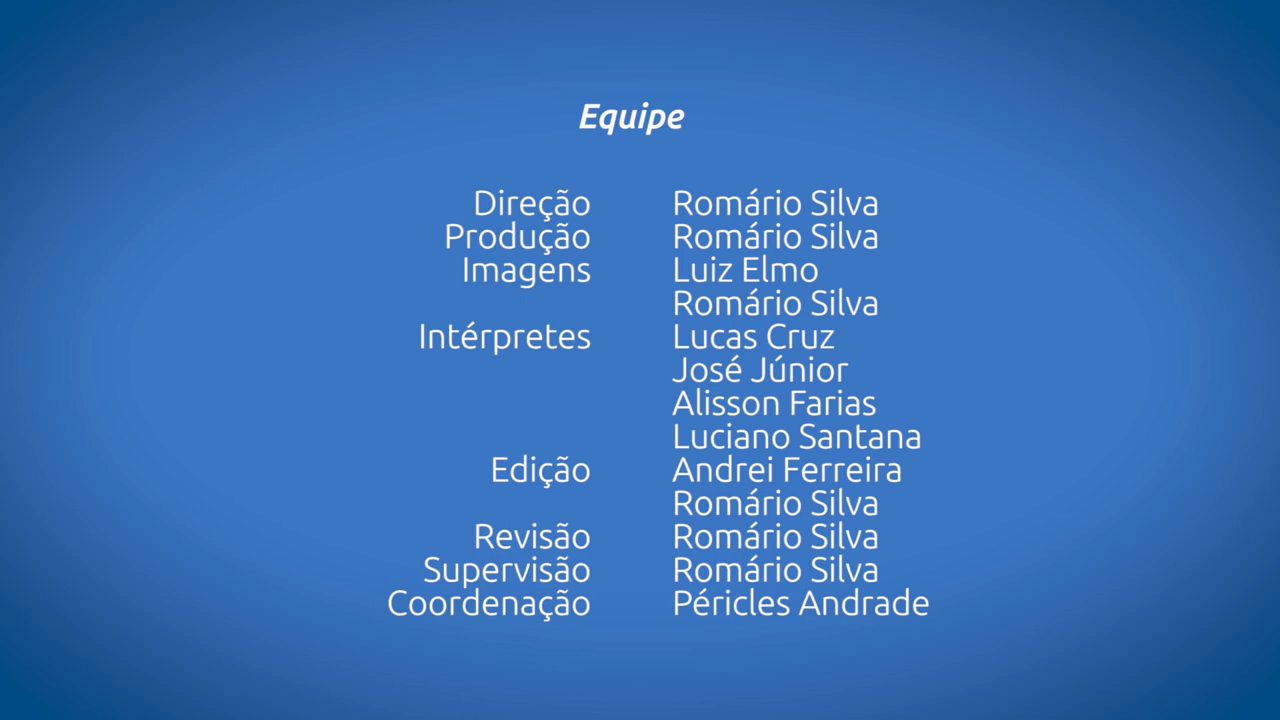 Equipe
Direção Romário Silva
Produção Romário Silva
Imagens Luiz Elmo
Romário Silva
Intérpretes Lucas Cruz
José Júnior
Alisson Farias
Luciano Santana
Edição Andrei Ferreira
Romário Silva
Revisão Romário Silva
Supervisão Romário Silva
Coordenação Péricles Andrade